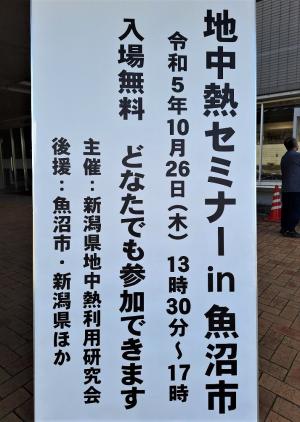 地中熱セミナー in 魚沼市
令和5年10月26日(木) 13時30分～17時
入場無料 どなたでも参加できます
主催：新潟県地中熱利用研究会
後援：魚沼市・新潟県ほか